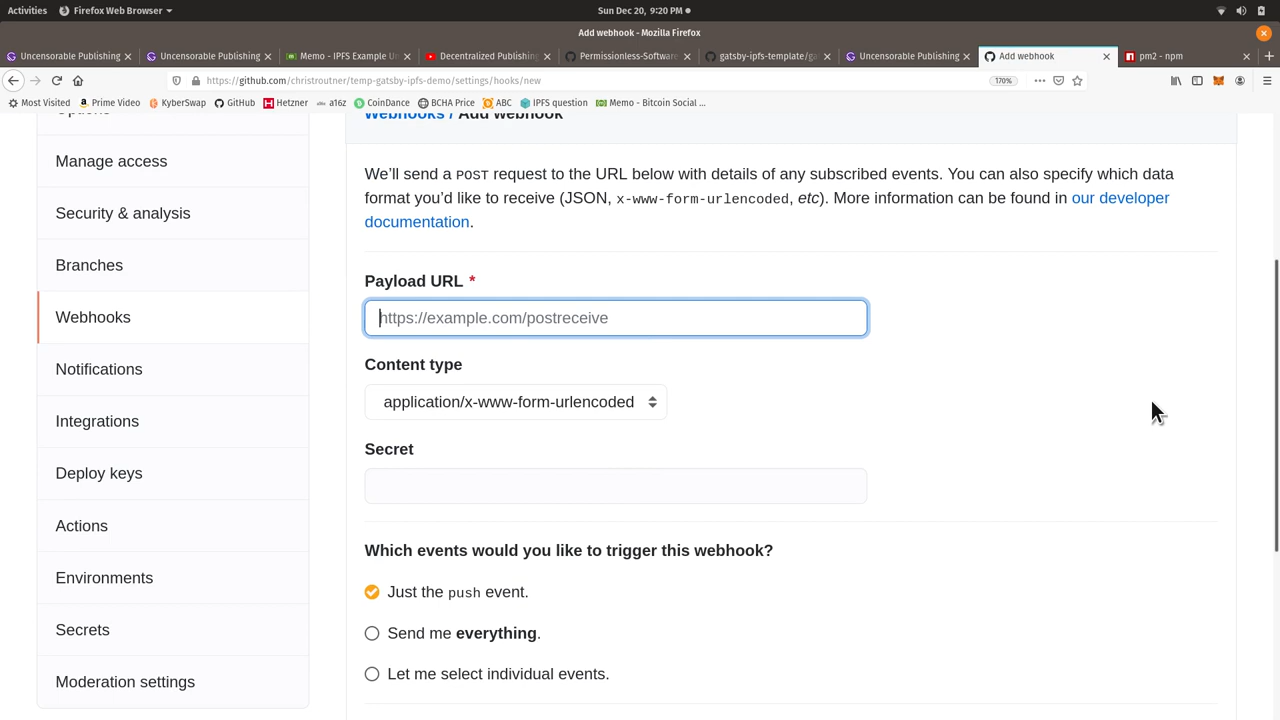 Activities Firefox Web Browser Sun Dec 20, 9:20 PM
Add webhook - Mozilla Firefox
Uncensorable Publishing Uncensorable Publishing Memo - IPFS Example U Decentralized Publishing Permissionless-Software gatsby-ipfs-template/ga Uncensorable Publishing Add webhook pm2 - npm
https://github.com/christroutner/temp-gatsby-ipfs-demo/settings/hooks/new 170%
Most Visited Prime Video KyberSwap GitHub Hetzner a16z CoinDance BCHA Price ABC IPFS question Memo - Bitcoin Social ...
Options
Manage access
Security & analysis
Branches
Webhooks
Notifications
Integrations
Deploy keys
Actions
Environments
Secrets
Moderation settings
Webhooks / Add webhook
We'll send a POST request to the URL below with details of any subscribed events. You can also specify which data
format you'd like to receive (JSON, x-www-form-urlencoded, etc). More information can be found in our developer
documentation.
Payload URL *
https://example.com/postreceive
Content type
application/x-www-form-urlencoded
Secret
Which events would you like to trigger this webhook?
Just the push event.
Send me everything.
Let me select individual events.